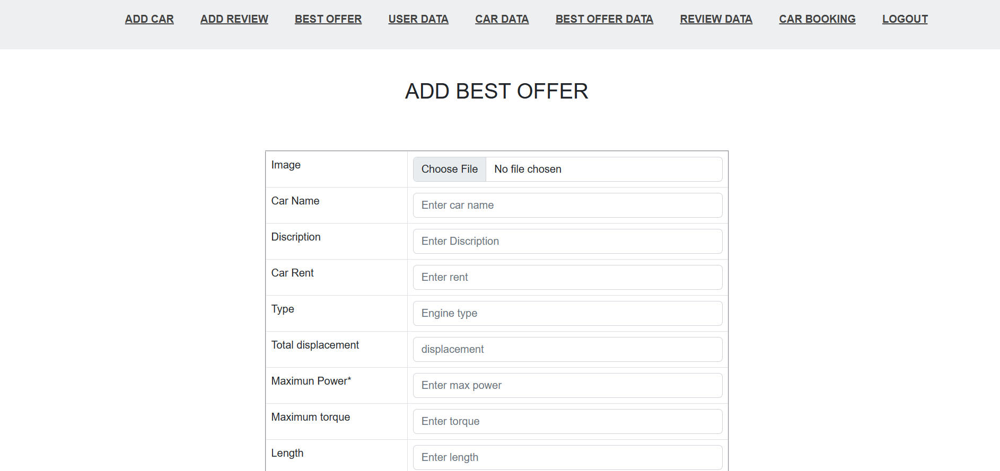 ADD CAR ADD REVIEW BEST OFFER USER DATA CAR DATA BEST OFFER DATA REVIEW DATA CAR BOOKING LOGOUT
ADD BEST OFFER
Image Choose File No file chosen
Car Name Enter car name
Discription Enter Discription
Car Rent Enter rent
Type Engine type
Total displacement displacement
Maximun Power* Enter max power
Maximum torque Enter torque
Length Enter length